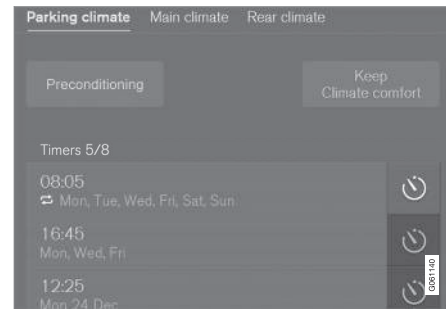 Parking climate Main climate Rear climate
Preconditioning
Keep
Climate comfort
Timers 5/8
08:05
Mon, Tue, Wed, Fri, Sat, Sun
16:45
Mon, Wed, Fri
12:25
Mon 24 Dec
G061140